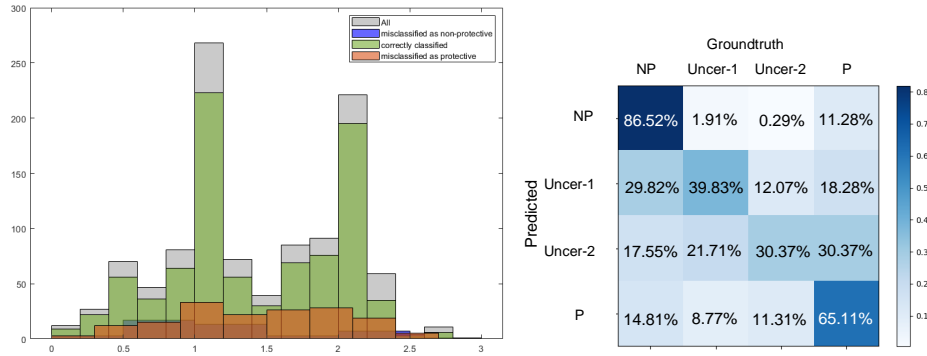 All
misclassified as non-protective
correctly classified
misclassified as protective
300
250
200
150
100
50
0
0 0.5 1 1.5 2 2.5 3
Groundtruth
NP Uncer-1 Uncer-2 P
Predicted
NP 86.52% 1.91% 0.29% 11.28%
Uncer-1 29.82% 39.83% 12.07% 18.28%
Uncer-2 17.55% 21.71% 30.37% 30.37%
P 14.81% 8.77% 11.31% 65.11%
0.8
0.7
0.6
0.5
0.4
0.3
0.2
0.1